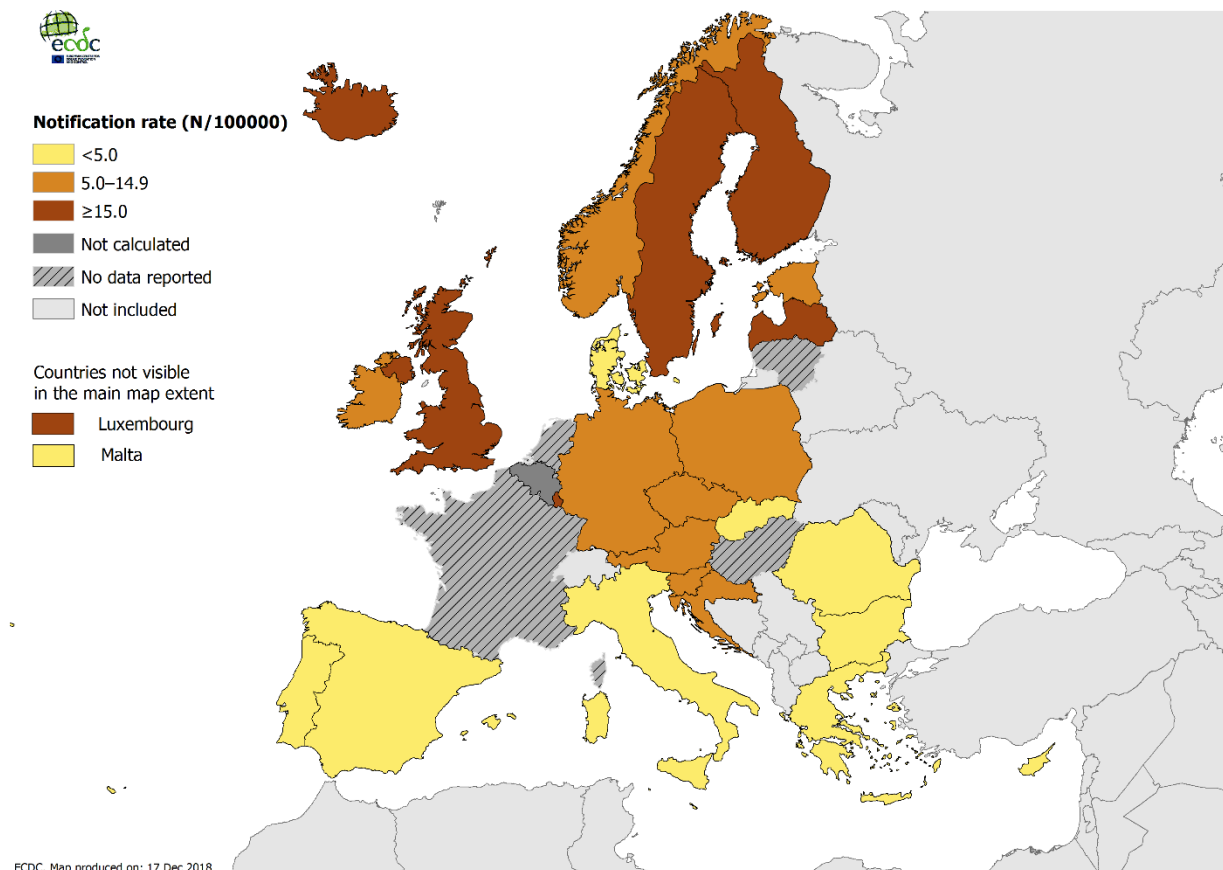 ecdc
Notification rate (N/100000)
<5.0
5.0–14.9
≥15.0
Not calculated
No data reported
Not included
Countries not visible
in the main map extent
Luxembourg
Malta
ECDC. Map produced on: 17 Dec 2018